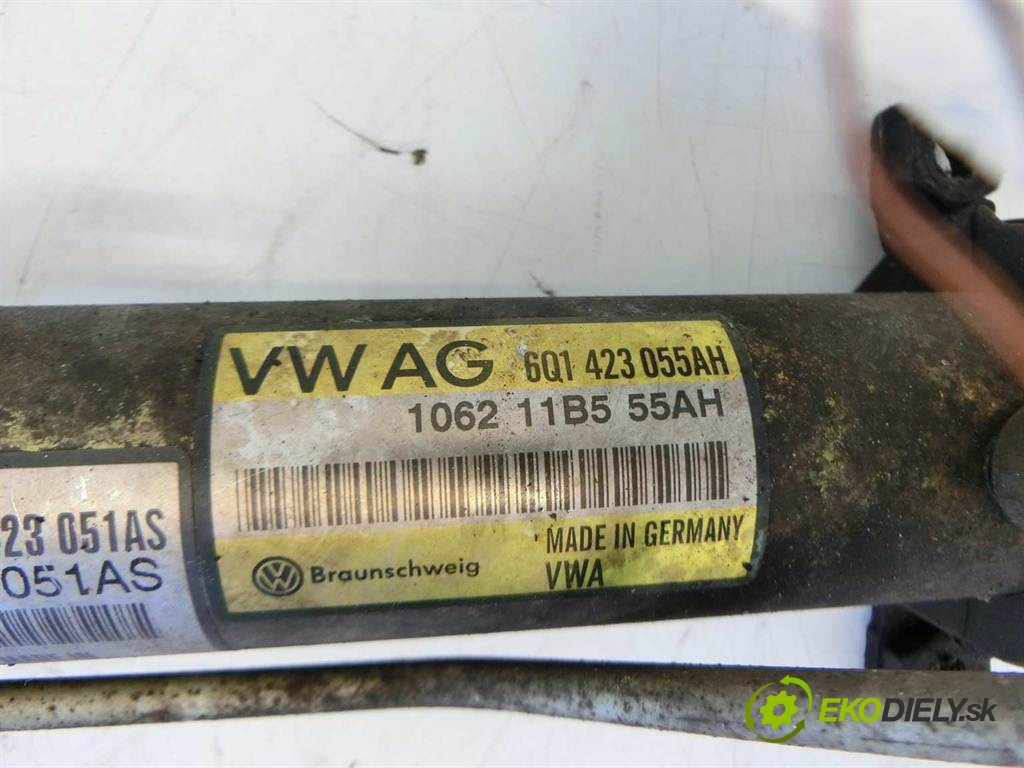 VW AG 6Q1 423 055AH
1062 11B5 55AH
MADE IN GERMANY
Braunschweig VWA
23 051AS
051AS
EKODIELY.sk